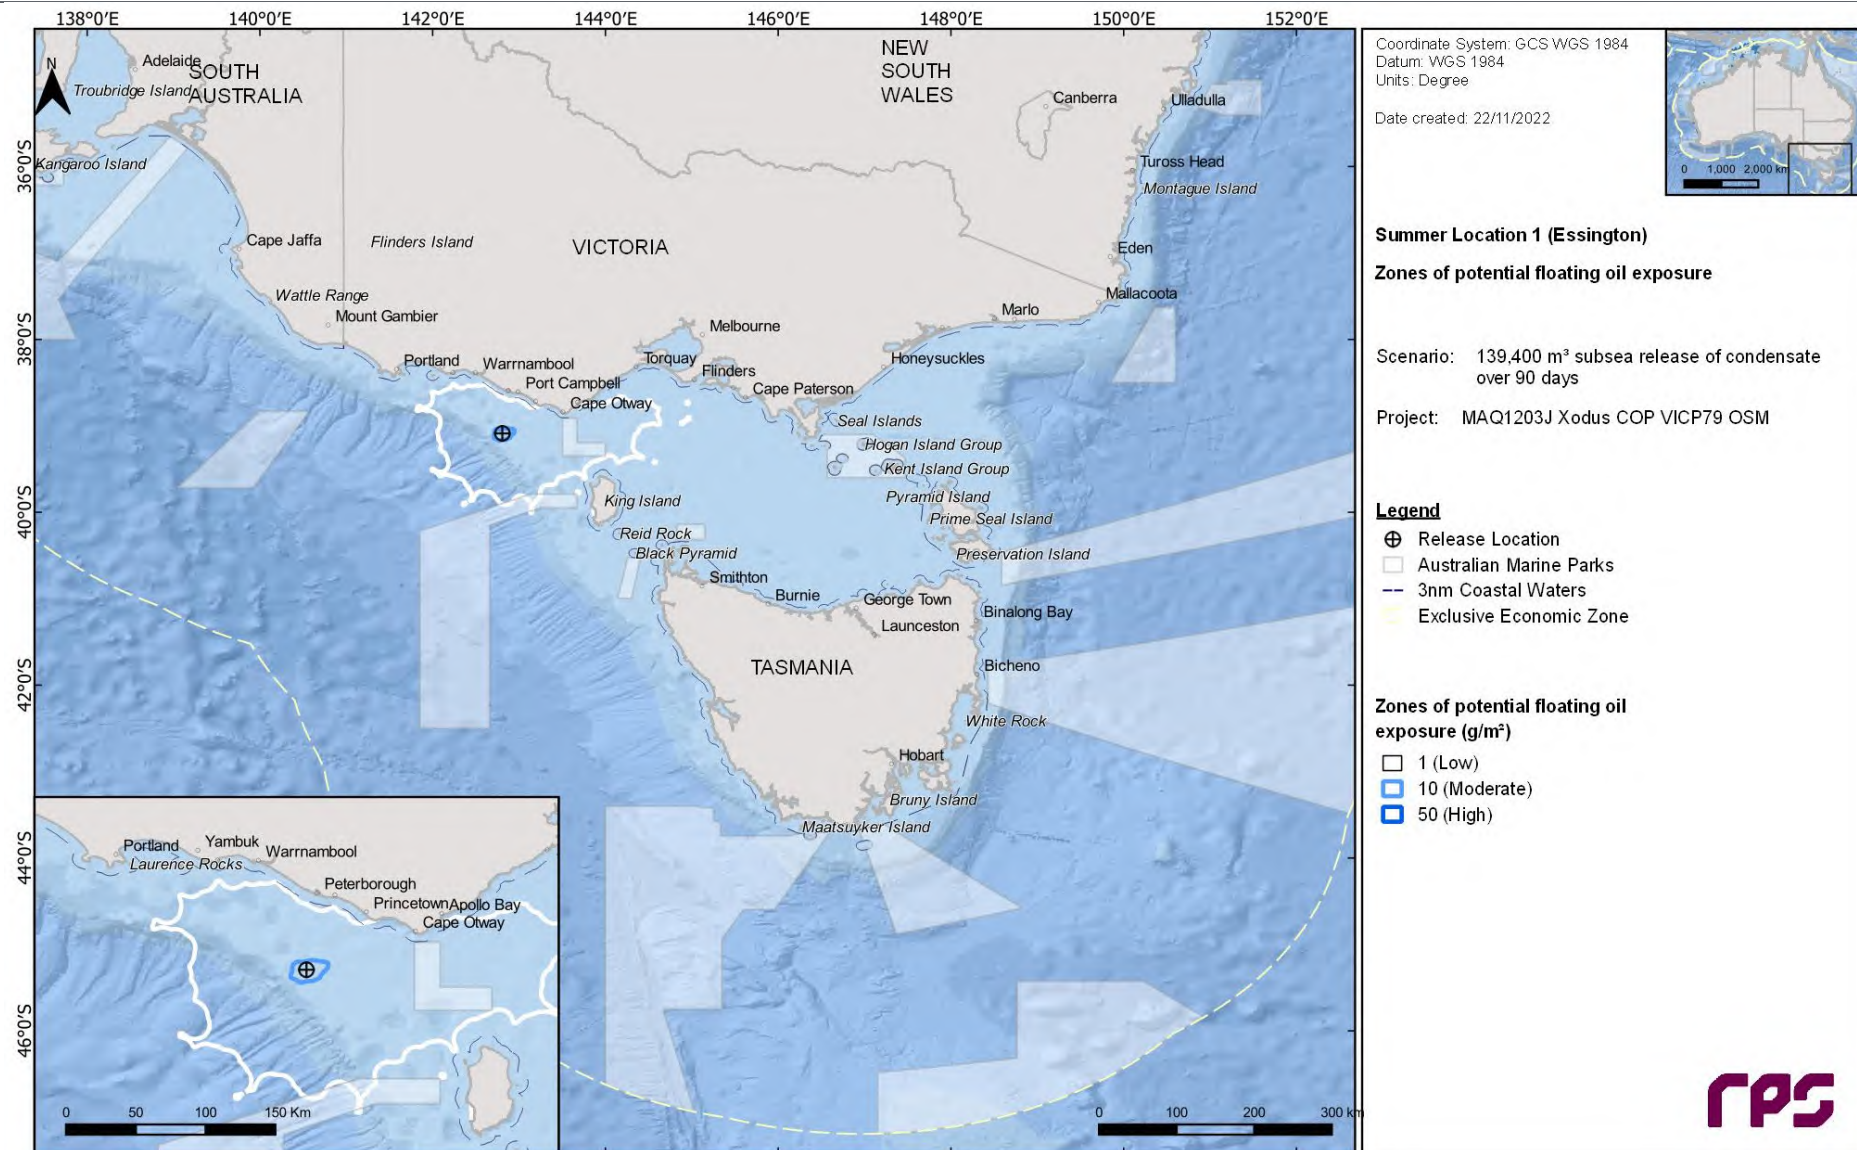 138°0'E 140°0'E 142°0'E 144°0'E 146°0'E 148°0'E 150°0'E 152°0'E
36°0'S
38°0'S
40°0'S
42°0'S
44°0'S
46°0'S
N
Adelaide
SOUTH
AUSTRALIA
Troubridge Island
Kangaroo Island
NEW
SOUTH
WALES
Canberra
Ulladulla
Tuross Head
Montague Island
Cape Jaffa
Flinders Island
VICTORIA
Eden
Wattle Range
Mount Gambier
Mallacoota
Marlo
Melbourne
Portland
Warrnambool
Torquay
Honeysuckles
Flinders
Port Campbell
Cape Paterson
Cape Otway
Seal Islands
Hogan Island Group
Kent Island Group
King Island
Pyramid Island
Prime Seal Island
Reid Rock
Black Pyramid
Preservation Island
Smithton
Burnie
George Town
Binalong Bay
Launceston
TASMANIA
Bicheno
White Rock
Hobart
Bruny Island
Maatsuyker Island
0 100 200 300 km
Portland
Yambuk
Warrnambool
Laurence Rocks
Peterborough
Princetown
Apollo Bay
Cape Otway
0 50 100 150 Km
Coordinate System: GCS WGS 1984
Datum: WGS 1984
Units: Degree
Date created: 22/11/2022
0 1,000 2,000 km
Summer Location 1 (Essington)
Zones of potential floating oil exposure
Scenario: 139,400 m³ subsea release of condensate
over 90 days
Project: MAQ1203J Xodus COP VICP79 OSM
Legend
Release Location
Australian Marine Parks
3nm Coastal Waters
Exclusive Economic Zone
Zones of potential floating oil
exposure (g/m²)
1 (Low)
10 (Moderate)
50 (High)
rps